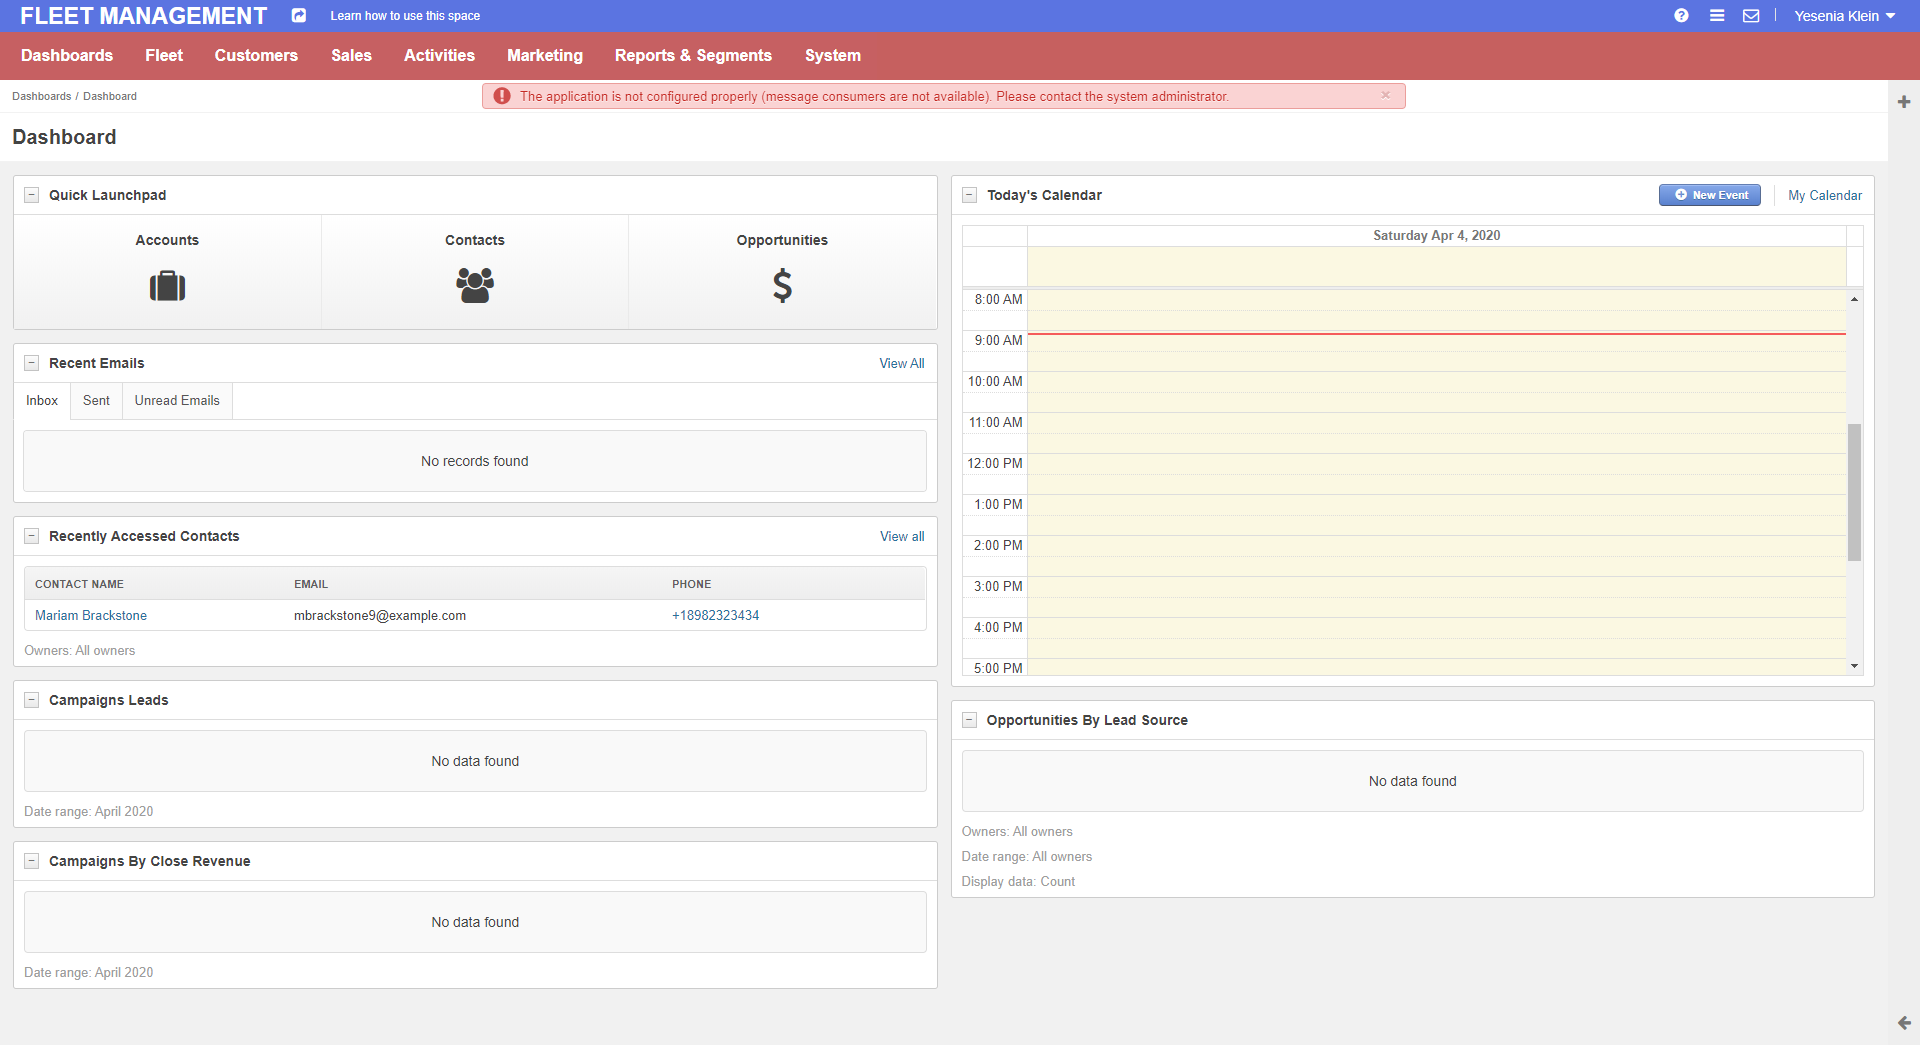 FLEET MANAGEMENT
Learn how to use this space
Yesenia Klein
Dashboards Fleet Customers Sales Activities Marketing Reports & Segments System
Dashboards / Dashboard
The application is not configured properly (message consumers are not available). Please contact the system administrator.
×
Dashboard
Quick Launchpad
Accounts
Contacts
Opportunities
$
Recent Emails
View All
Inbox Sent Unread Emails
No records found
Recently Accessed Contacts
View all
CONTACT NAME EMAIL PHONE
Mariam Brackstone mbrackstone9@example.com +18982323434
Owners: All owners
Campaigns Leads
No data found
Date range: April 2020
Campaigns By Close Revenue
No data found
Date range: April 2020
Today's Calendar
New Event
My Calendar
Saturday Apr 4, 2020
8:00 AM
9:00 AM
10:00 AM
11:00 AM
12:00 PM
1:00 PM
2:00 PM
3:00 PM
4:00 PM
5:00 PM
Opportunities By Lead Source
No data found
Owners: All owners
Date range: All owners
Display data: Count